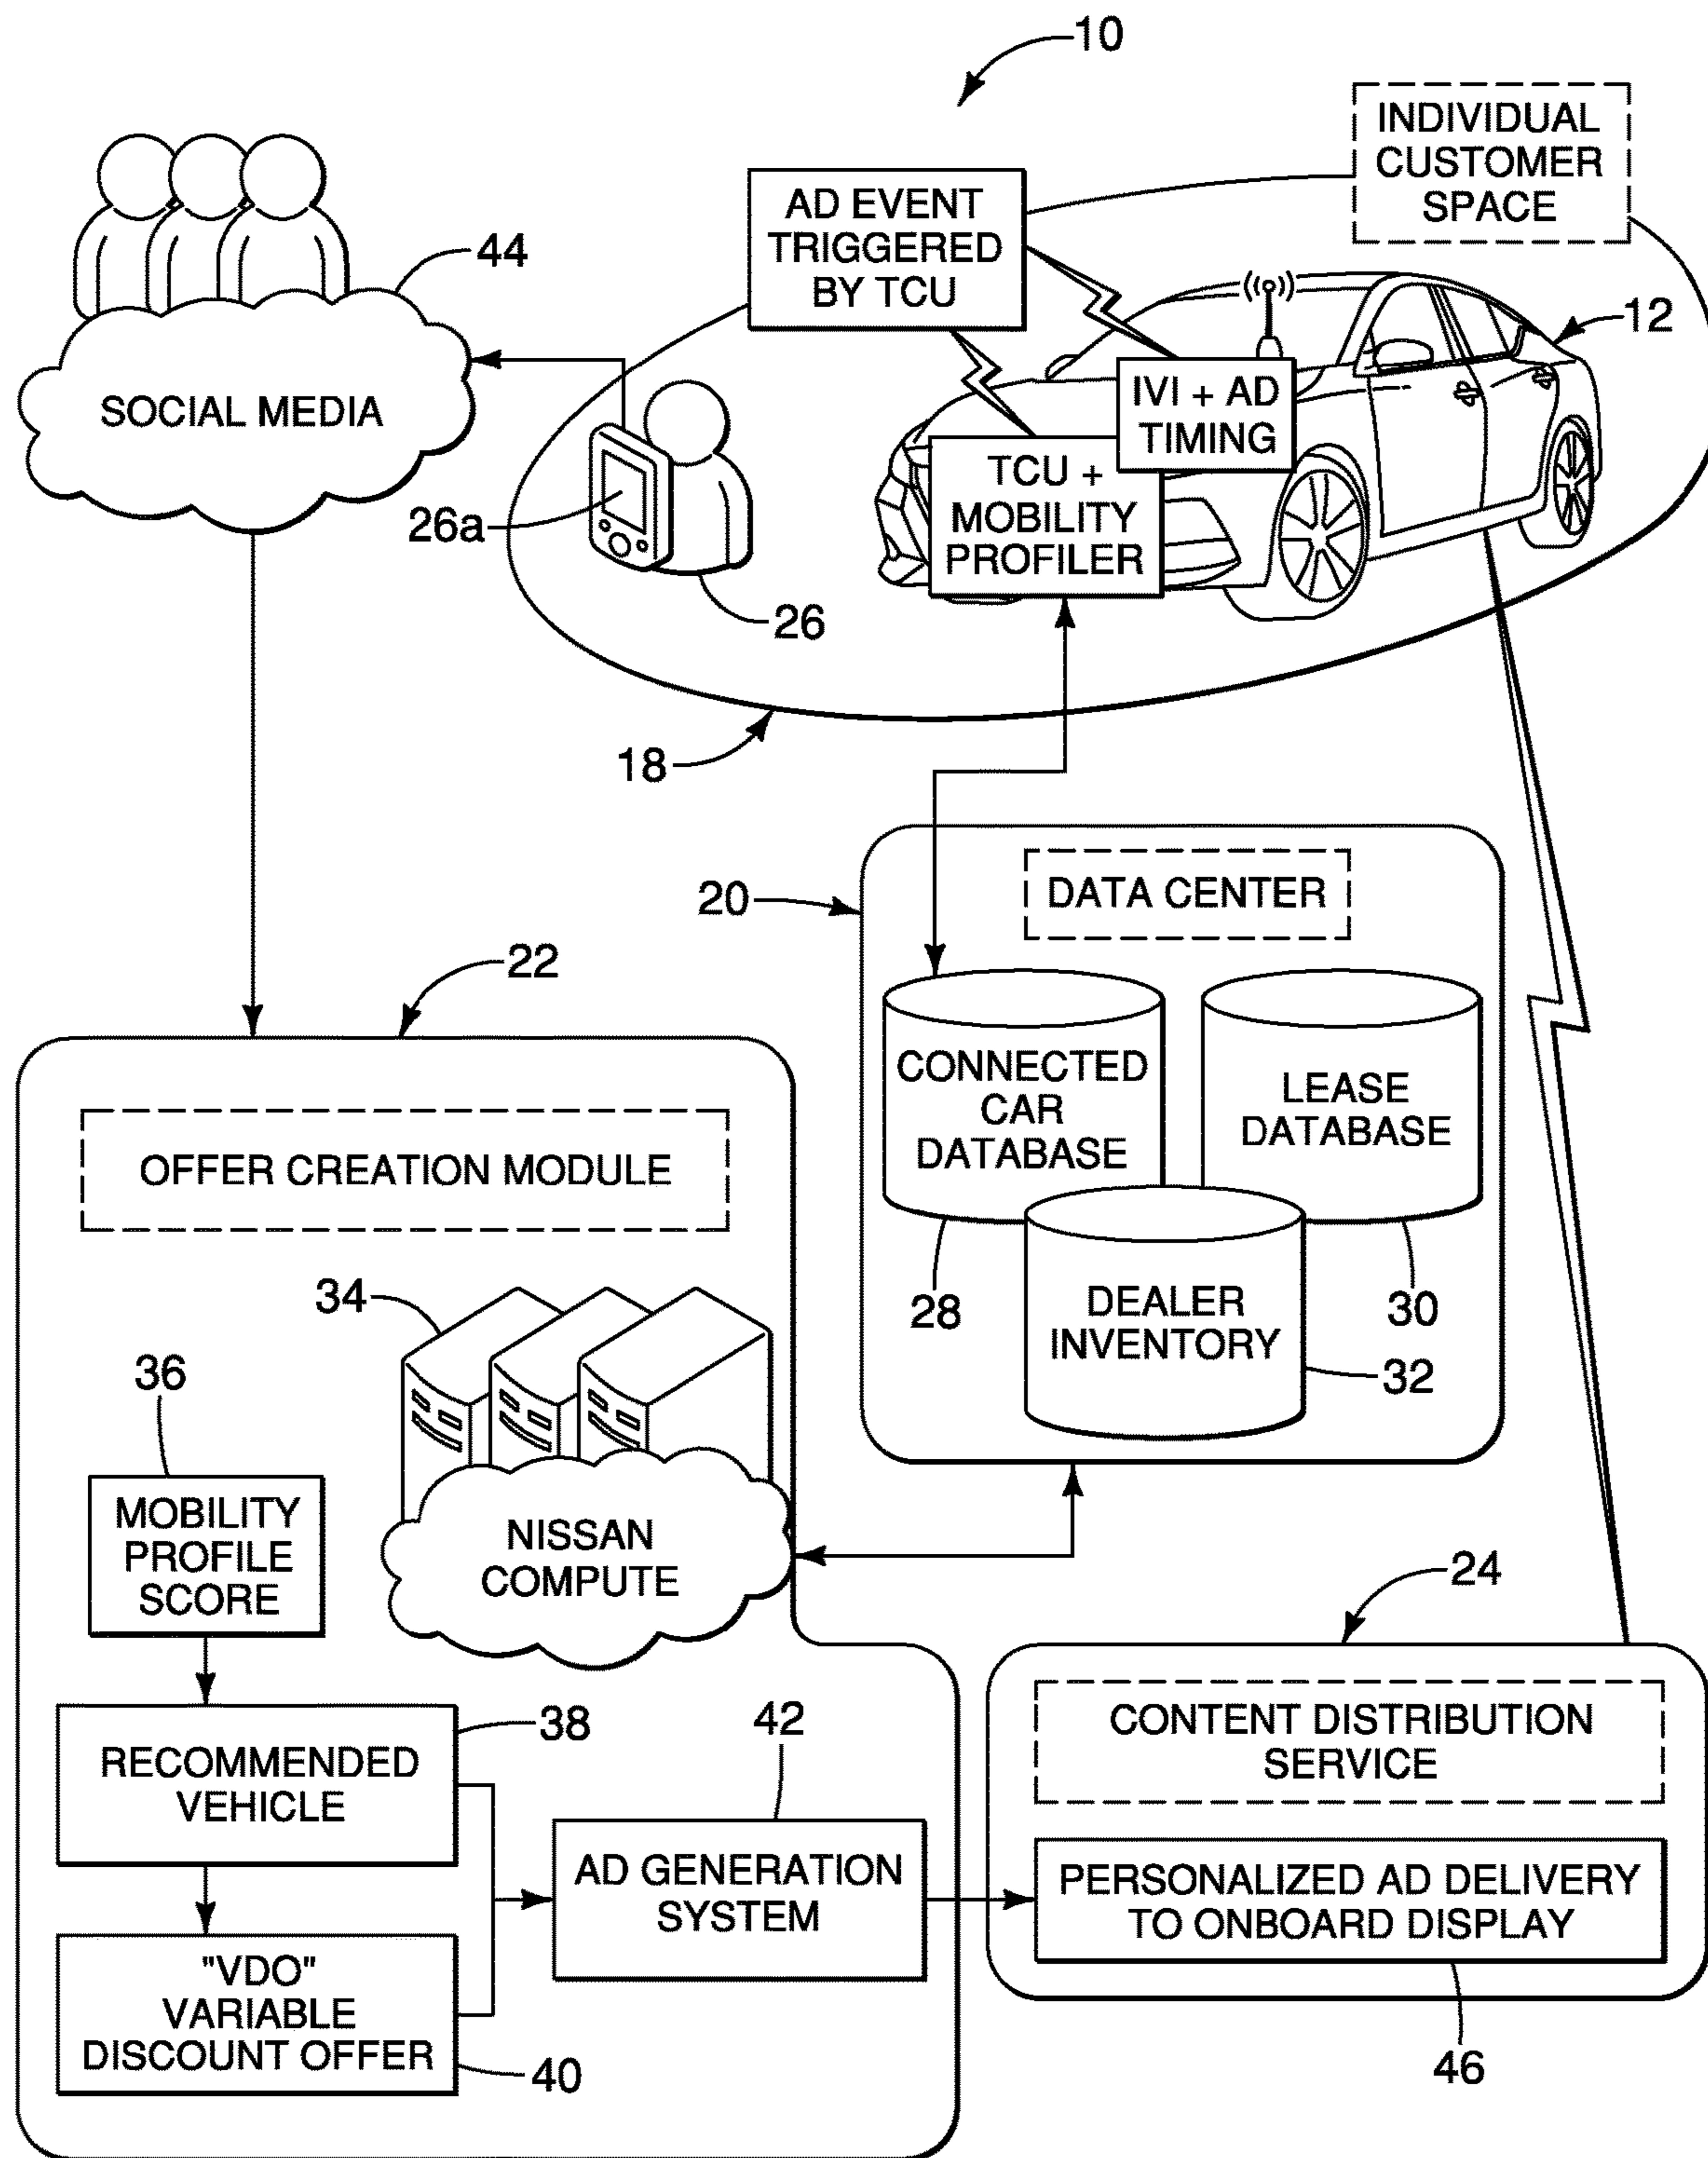 10
INDIVIDUAL
CUSTOMER
SPACE
AD EVENT
TRIGGERED
BY TCU
44
12
SOCIAL MEDIA
IVI + AD
TIMING
TCU +
MOBILITY
PROFILER
26a
26
18
20
DATA CENTER
22
CONNECTED
CAR
DATABASE
LEASE
DATABASE
OFFER CREATION MODULE
28
30
DEALER
INVENTORY
32
34
36
MOBILITY
PROFILE
SCORE
NISSAN
COMPUTE
24
CONTENT DISTRIBUTION
SERVICE
38
42
RECOMMENDED
VEHICLE
AD GENERATION
SYSTEM
PERSONALIZED AD DELIVERY
TO ONBOARD DISPLAY
"VDO"
VARIABLE
DISCOUNT OFFER
40
46